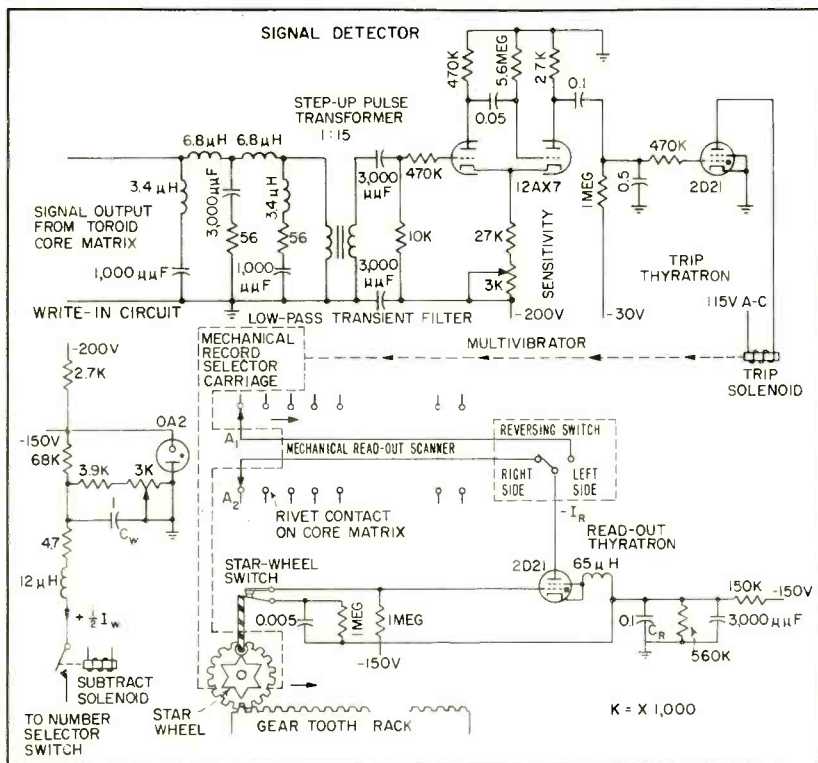 SIGNAL DETECTOR
STEP-UP PULSE
TRANSFORMER
1:15
470K
5.6MEG
27K
0.1
0.05
6.8μH
6.8μH
3,000
μμF
470K
12AX7
470K
2D21
3.4μH
3,000μμF
3.4μH
1MEG
0.5
SIGNAL OUTPUT
FROM TOROID
CORE MATRIX
56
56
10K
27K
SENSITIVITY
TRIP
THYRATRON
1,000μμF
1,000
μμF
3,000
μμF
3K
115V A-C
WRITE-IN CIRCUIT
LOW-PASS TRANSIENT FILTER
-200V
-30V
MECHANICAL
RECORD
SELECTOR
CARRIAGE
MULTIVIBRATOR
TRIP
SOLENOID
-200V
2.7K
-150V
0A2
68K
3.9K
3K
1
CW
47
12μH
+ ½ IW
SUBTRACT
SOLENOID
TO NUMBER
SELECTOR
SWITCH
A1
MECHANICAL READ-OUT SCANNER
REVERSING SWITCH
RIGHT
SIDE
LEFT
SIDE
A2
RIVET CONTACT
ON CORE MATRIX
-IR
READ-OUT
THYRATRON
STAR-WHEEL
SWITCH
2D21
65μH
0.005
1MEG
1MEG
-150V
150K
-150V
0.1
CR
3,000μμF
560K
STAR
WHEEL
GEAR TOOTH RACK
K = X 1,000